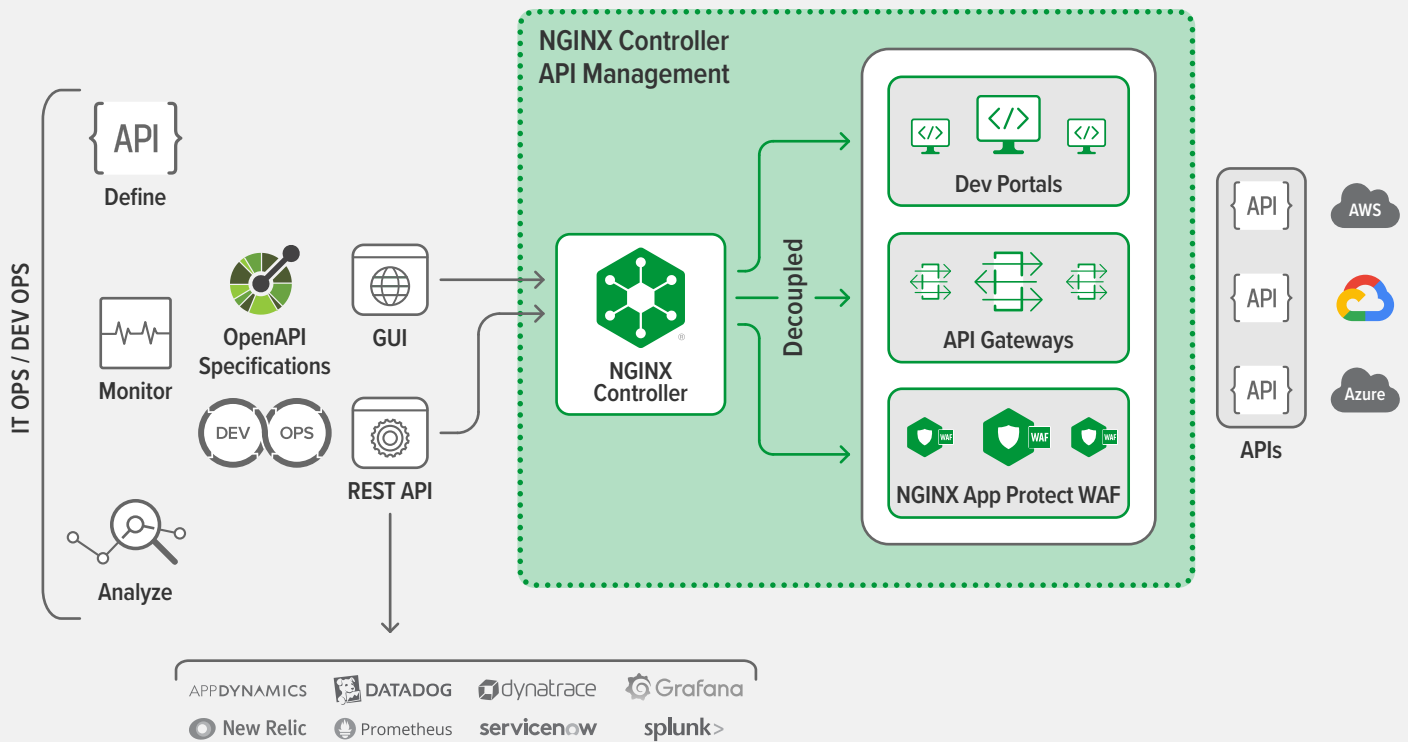 NGINX Controller
API Management
IT OPS / DEV OPS
API
Define
Monitor
Analyze
OpenAPI
Specifications
DEV
OPS
GUI
REST API
NGINX
Controller
®
Decoupled
</>
</>
</>
Dev Portals
API Gateways
WAF
WAF
WAF
NGINX App Protect WAF
API
API
API
APIs
AWS
Azure
APPDYNAMICS
DATADOG
dynatrace
Grafana
New Relic
Prometheus
servicenow
splunk>